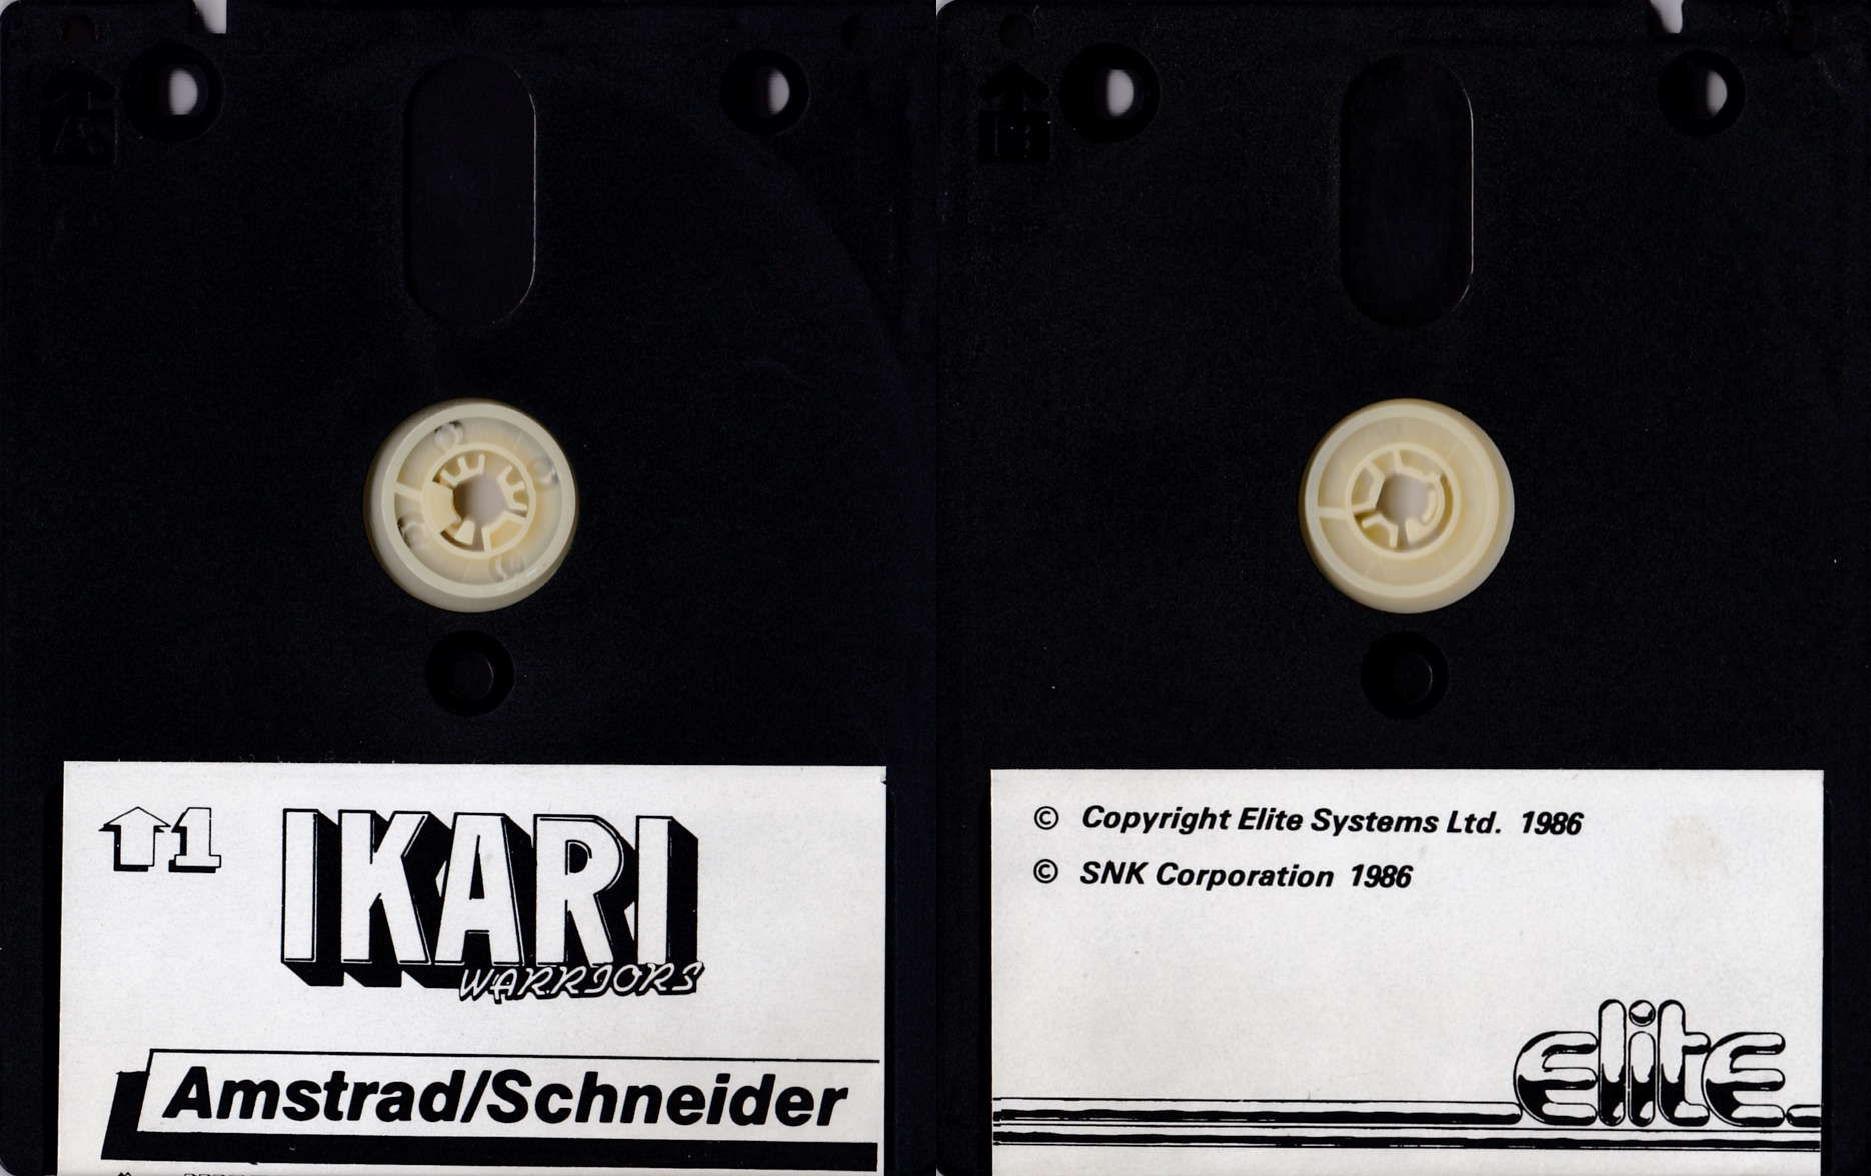 A
1
IKARI
WARRIORS
Amstrad/Schneider
B
© Copyright Elite Systems Ltd. 1986
© SNK Corporation 1986
elite